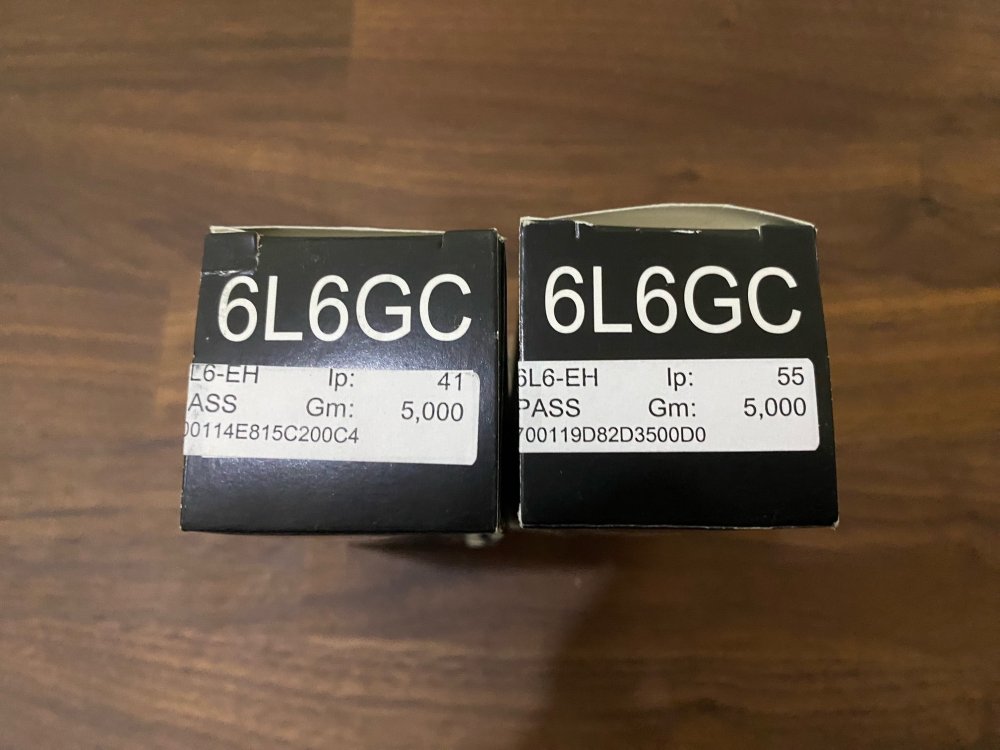 6L6GC
L6-EH Ip: 41
ASS Gm: 5,000
00114E815C200C4
6L6GC
6L6-EH Ip: 55
PASS Gm: 5,000
700119D82D3500D0